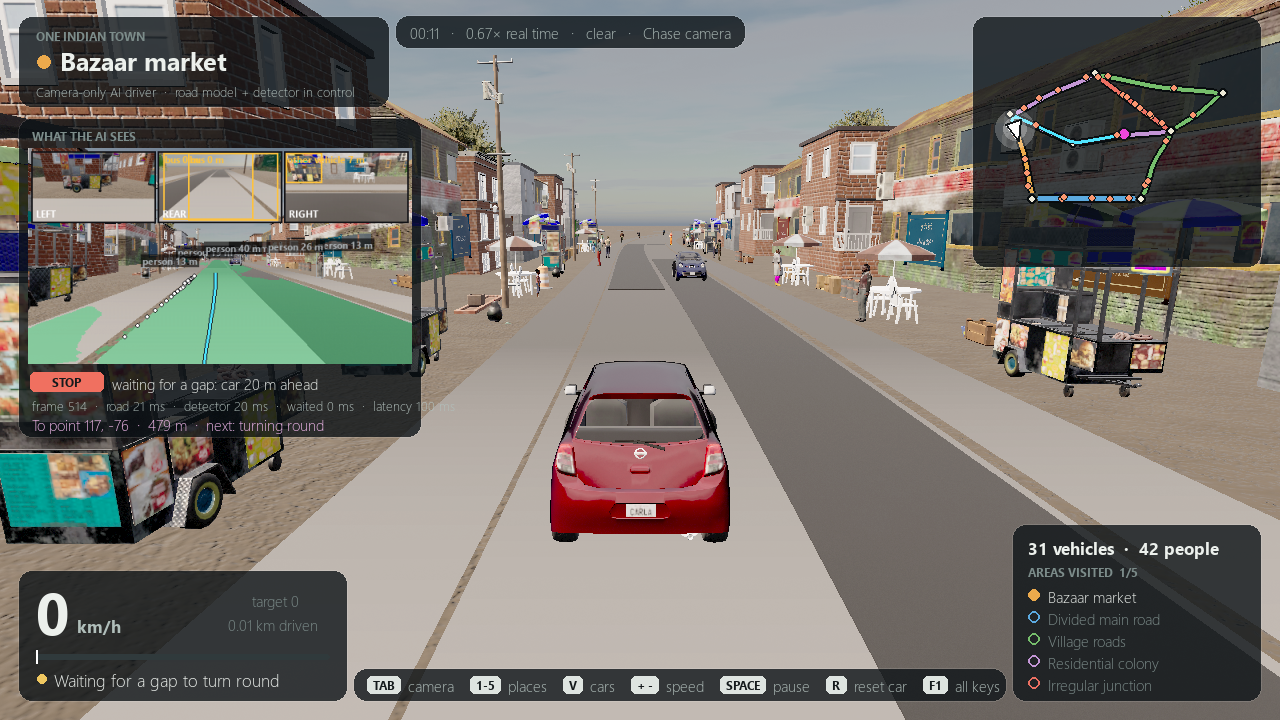 ONE INDIAN TOWN
Bazaar market
Camera-only AI driver · road model + detector in control
00:11 · 0.67× real time · clear · Chase camera
WHAT THE AI SEES
LEFT
REAR
RIGHT
person 40 m
person 26 m
person 13 m
person 13 m
STOP waiting for a gap: car 20 m ahead
frame 514 · road 21 ms · detector 20 ms · waited 0 ms · latency
To point 117, -76 · 479 m · next: turning round
CARLA
0 km/h
target 0
0.01 km driven
Waiting for a gap to turn round
TAB camera 1-5 places V cars + - speed SPACE pause R reset car F1 all keys
31 vehicles · 42 people
AREAS VISITED 1/5
Bazaar market
Divided main road
Village roads
Residential colony
Irregular junction